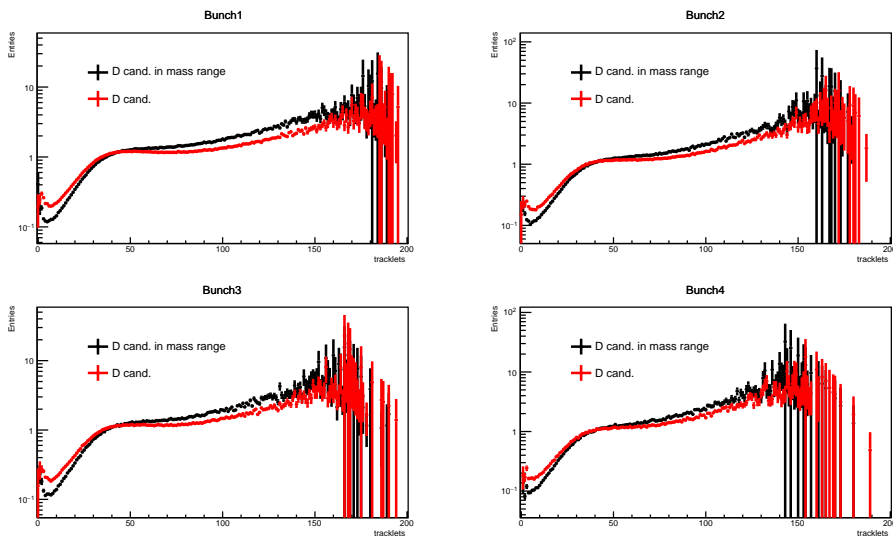 Bunch1
Entries
10
1
10⁻¹
D cand. in mass range
D cand.
0 50 100 150 200
tracklets
Bunch2
Entries
10²
10
1
10⁻¹
D cand. in mass range
D cand.
0 50 100 150 200
tracklets
Bunch3
Entries
10
1
10⁻¹
D cand. in mass range
D cand.
0 50 100 150 200
tracklets
Bunch4
Entries
10²
10
1
10⁻¹
D cand. in mass range
D cand.
0 50 100 150 200
tracklets